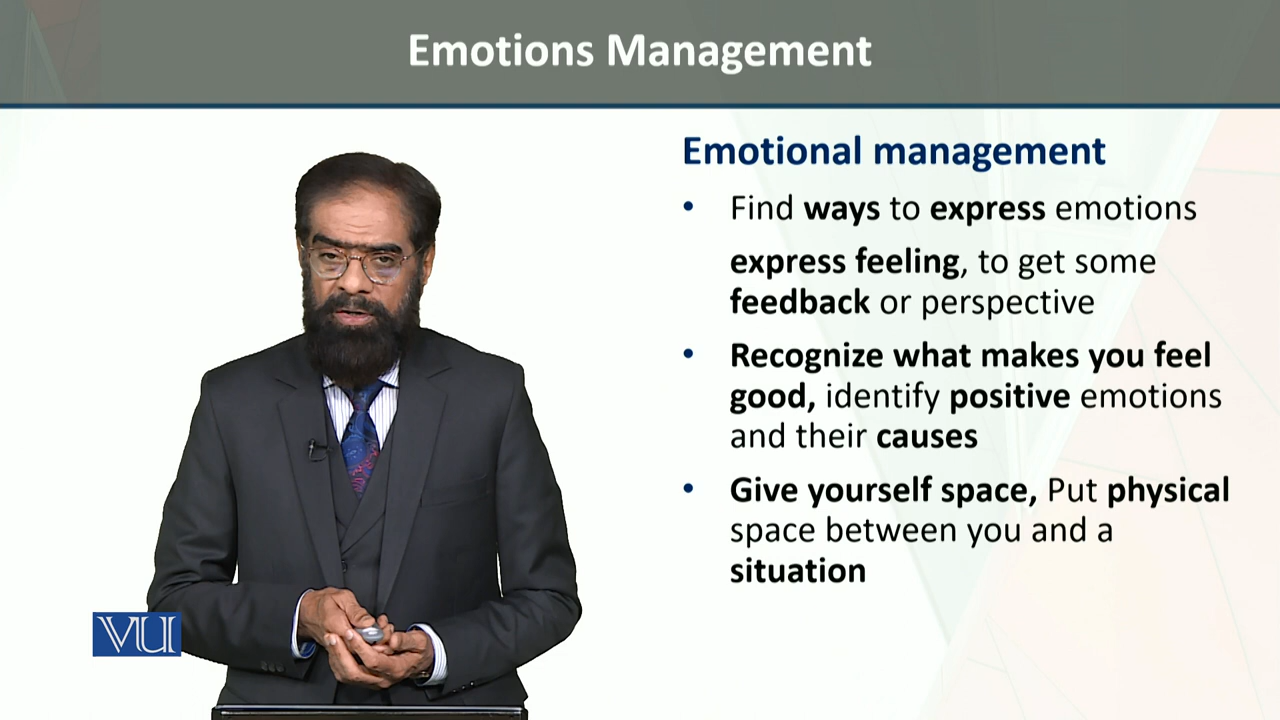 Emotions Management
Emotional management
• Find ways to express emotions
express feeling, to get some
feedback or perspective
• Recognize what makes you feel
good, identify positive emotions
and their causes
• Give yourself space, Put physical
space between you and a
situation
VU